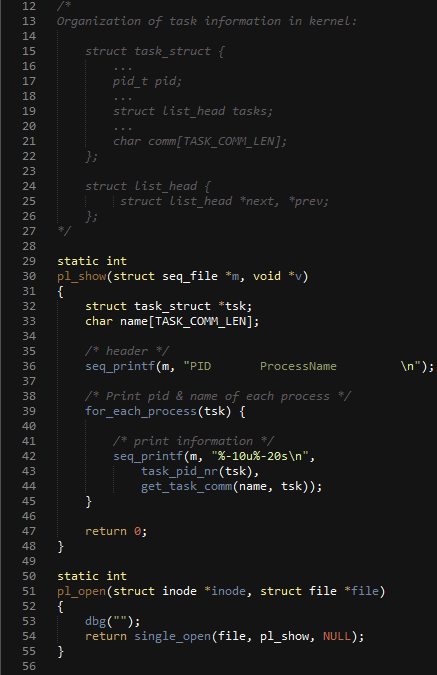 12 /*
13 Organization of task information in kernel:
14
15     struct task_struct {
16         ...
17         pid_t pid;
18         ...
19         struct list_head tasks;
20         ...
21         char comm[TASK_COMM_LEN];
22     };
23
24     struct list_head {
25          struct list_head *next, *prev;
26     };
27 */
28
29 static int
30 pl_show(struct seq_file *m, void *v)
31 {
32     struct task_struct *tsk;
33     char name[TASK_COMM_LEN];
34
35     /* header */
36     seq_printf(m, "PID       ProcessName         \n");
37
38     /* Print pid & name of each process */
39     for_each_process(tsk) {
40
41         /* print information */
42         seq_printf(m, "%-10u%-20s\n",
43             task_pid_nr(tsk),
44             get_task_comm(name, tsk));
45     }
46
47     return 0;
48 }
49
50 static int
51 pl_open(struct inode *inode, struct file *file)
52 {
53     dbg("");
54     return single_open(file, pl_show, NULL);
55 }
56